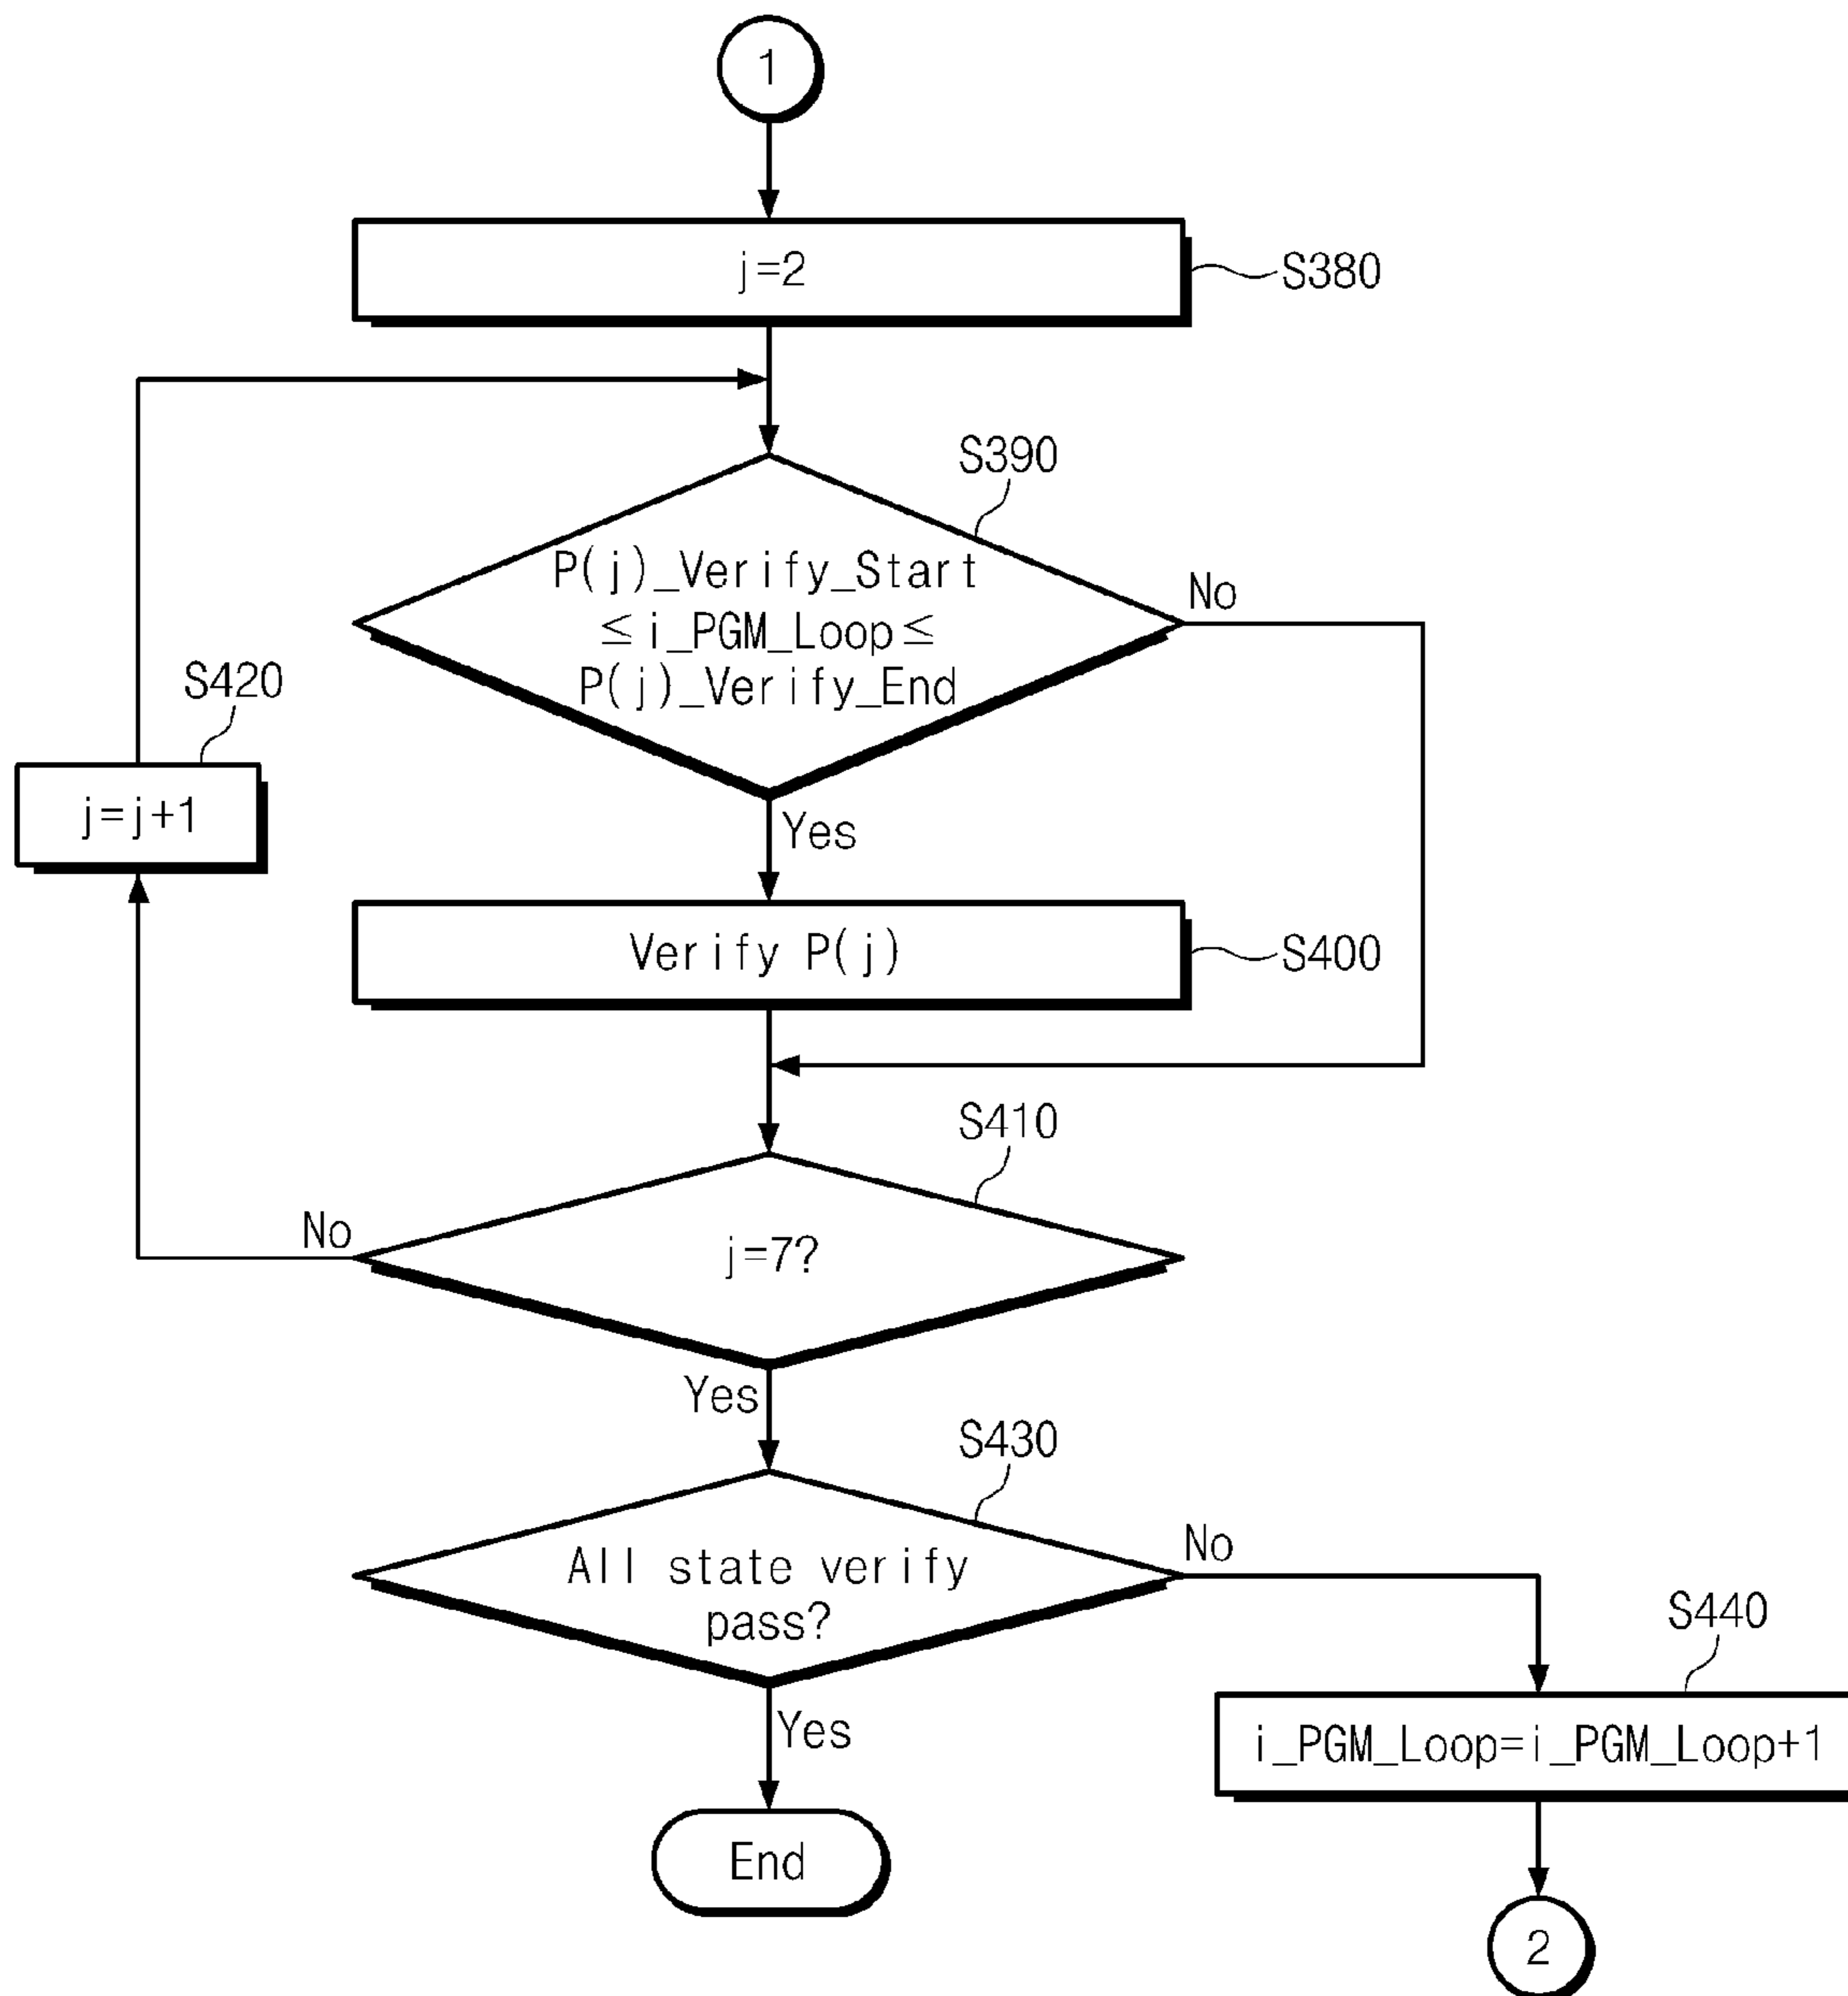 1
j=2
S380
S390
P(j)_Verify_Start
≤ i_PGM_Loop ≤
P(j)_Verify_End
No
S420
j=j+1
Yes
Verify P(j)
S400
S410
No
j=7?
Yes
S430
All state verify
pass?
No
S440
i_PGM_Loop=i_PGM_Loop+1
Yes
End
2